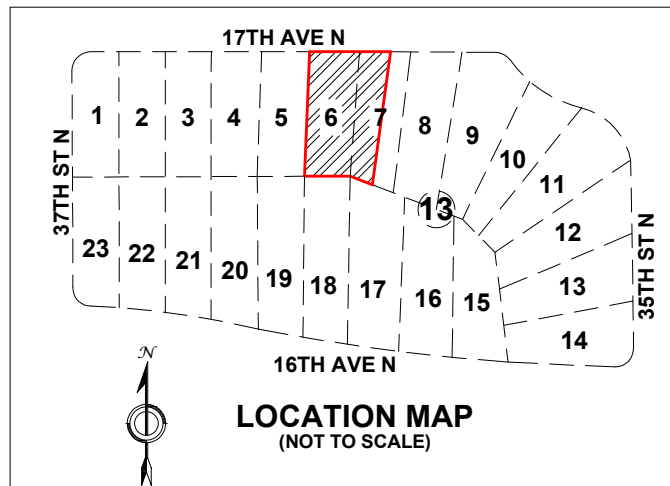 17TH AVE N
1 2 3 4 5 6 7 8 9 10 11 12 13 14
37TH ST N
35TH ST N
13
23 22 21 20 19 18 17 16 15
16TH AVE N
N
LOCATION MAP
(NOT TO SCALE)